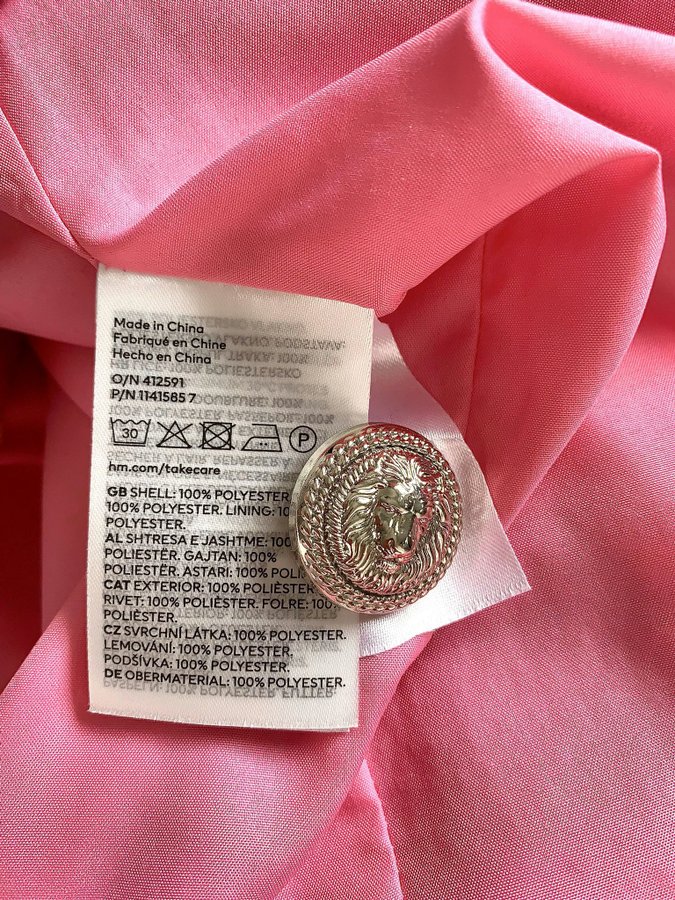 Made in China
Fabriqué en Chine
Hecho en China
O/N 412591
P/N 1141585 7
30 P
hm.com/takecare
GB SHELL: 100% POLYESTER.
100% POLYESTER. LINING: 10
POLYESTER.
AL SHTRESA E JASHTME: 100
POLIESTËR. GAJTAN: 100%
POLIESTËR. ASTARI: 100% POLI
CAT EXTERIOR: 100% POLIÈSTER.
RIVET: 100% POLIÈSTER. FOLRE: 100%
POLIÈSTER.
CZ SVRCHNÍ LÁTKA: 100% POLYESTER.
LEMOVÁNÍ: 100% POLYESTER.
PODŠÍVKA: 100% POLYESTER.
DE OBERMATERIAL: 100% POLYESTER.